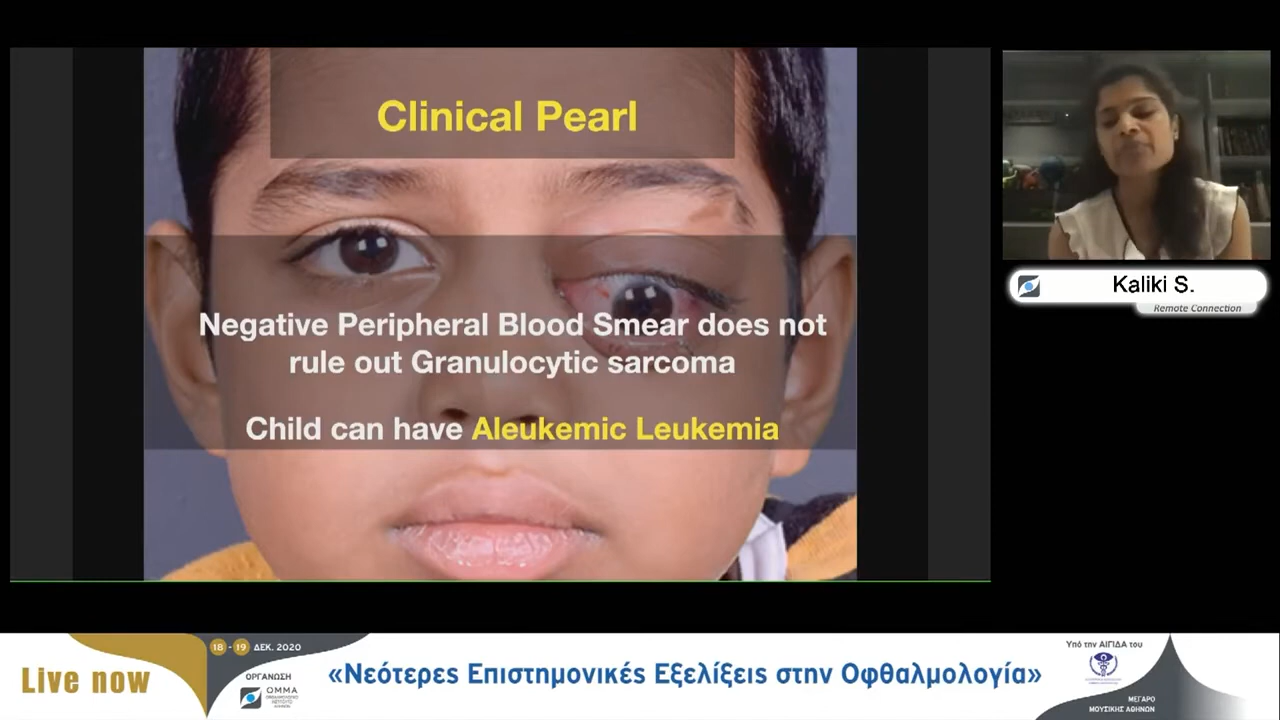 Clinical Pearl
Negative Peripheral Blood Smear does not
rule out Granulocytic sarcoma
Child can have Aleukemic Leukemia
Kaliki S.
Remote Connection
Live now
18 - 19 ΔΕΚ. 2020
ΟΡΓΑΝΩΣΗ
OMMA
«Νεότερες Επιστημονικές Εξελίξεις στην Οφθαλμολογία»
Υπό την ΑΙΓΙΔΑ του
ΜΕΓΑΡΟ
ΜΟΥΣΙΚΗΣ ΑΘΗΝΩΝ